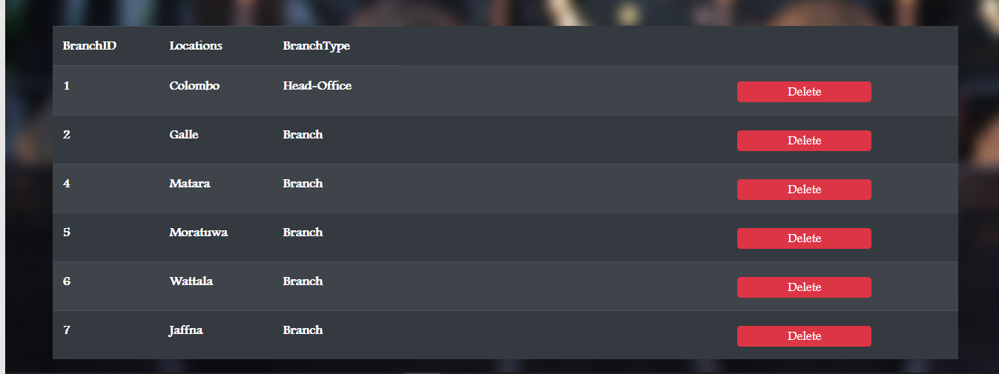 BranchID Locations BranchType
1 Colombo Head-Office Delete
2 Galle Branch Delete
4 Matara Branch Delete
5 Moratuwa Branch Delete
6 Wattala Branch Delete
7 Jaffna Branch Delete